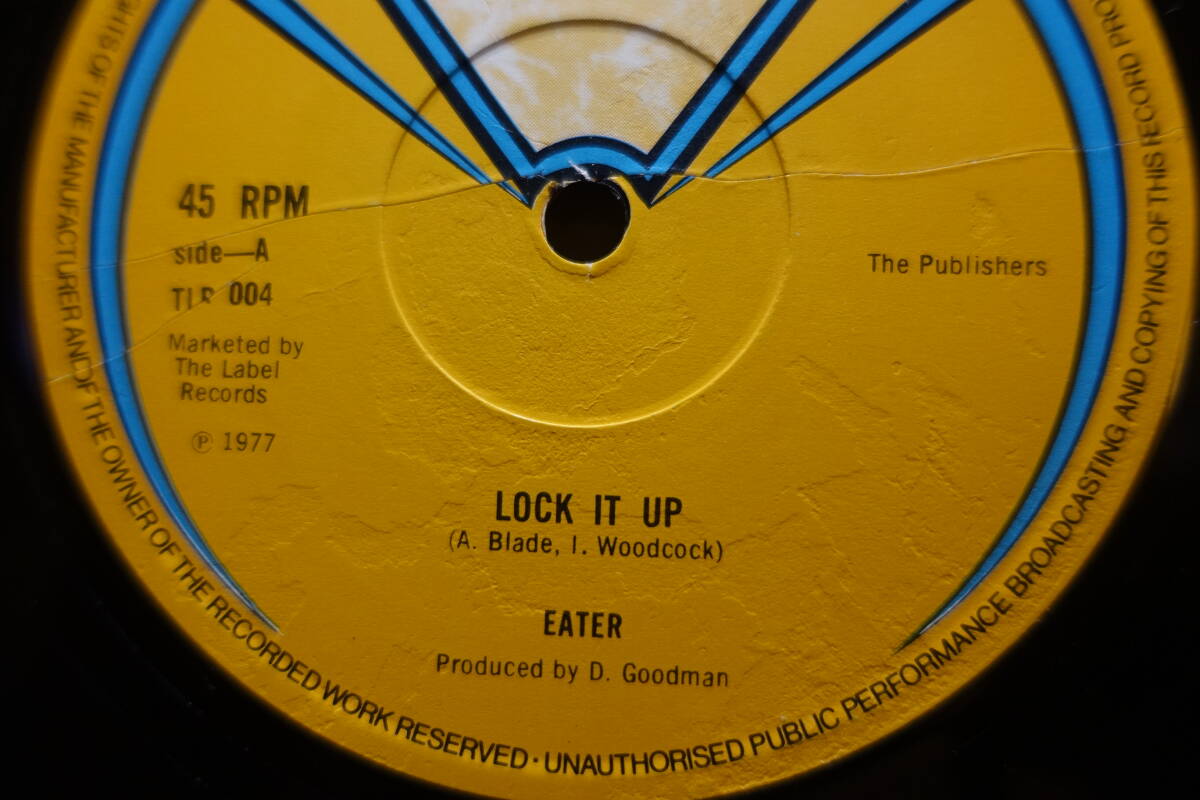 45 RPM
side—A
TLR 004
Marketed by
The Label
Records
℗ 1977
The Publishers
LOCK IT UP
(A. Blade, I. Woodcock)
EATER
Produced by D. Goodman
OF THE MANUFACTURER AND OF THE OWNER OF THE RECORDED WORK RESERVED · UNAUTHORISED PUBLIC PERFORMANCE BROADCASTING AND COPYING OF THIS RECORD